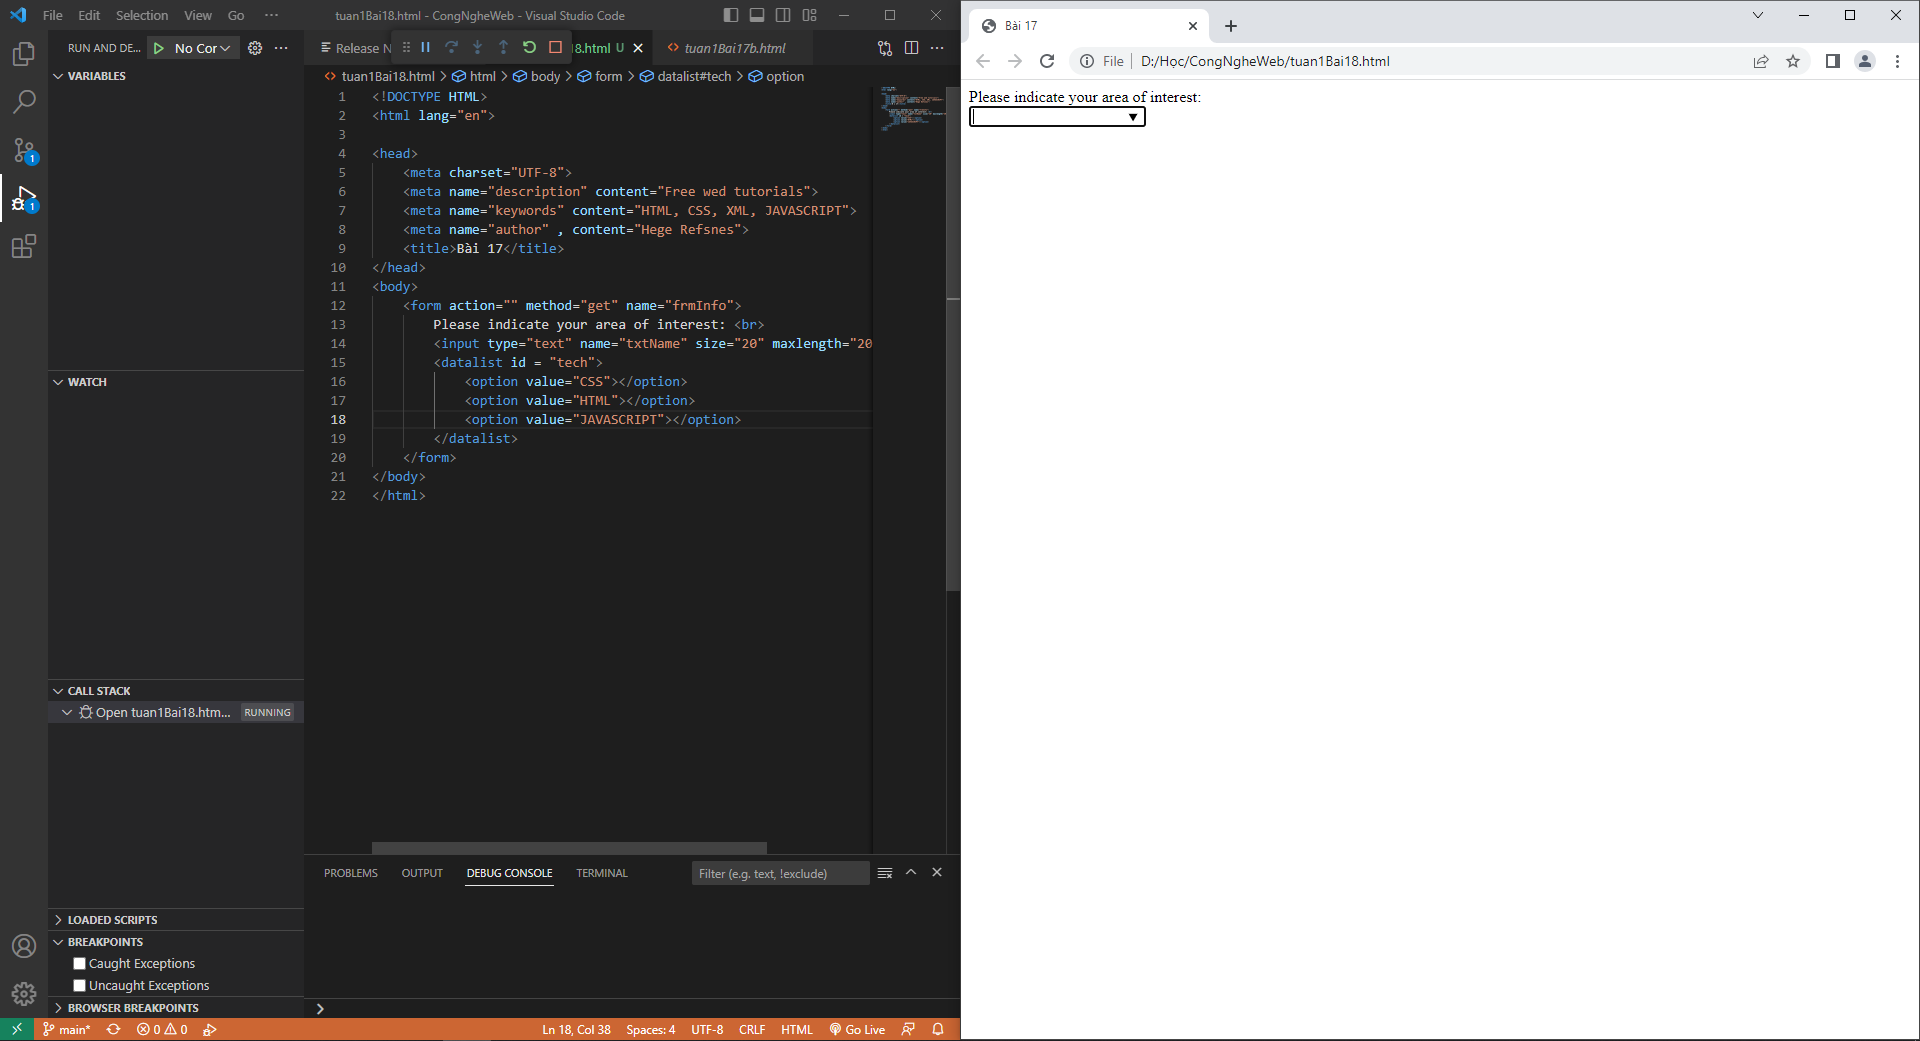 File Edit Selection View Go ··· tuan1Bai18.html - CongNgheWeb - Visual Studio Code
RUN AND DE... No Cor ···
Release N 18.html U tuan1Bai17b.html ···
VARIABLES
tuan1Bai18.html > html > body > form > datalist#tech > option
1 <!DOCTYPE HTML>
2 <html lang="en">
3
4 <head>
5 <meta charset="UTF-8">
6 <meta name="description" content="Free wed tutorials">
7 <meta name="keywords" content="HTML, CSS, XML, JAVASCRIPT">
8 <meta name="author" , content="Hege Refsnes">
9 <title>Bài 17</title>
10 </head>
11 <body>
12 <form action="" method="get" name="frmInfo">
13 Please indicate your area of interest: <br>
14 <input type="text" name="txtName" size="20" maxlength="20
15 <datalist id = "tech">
16 <option value="CSS"></option>
17 <option value="HTML"></option>
18 <option value="JAVASCRIPT"></option>
19 </datalist>
20 </form>
21 </body>
22 </html>
WATCH
CALL STACK
Open tuan1Bai18.htm... RUNNING
LOADED SCRIPTS
BREAKPOINTS
Caught Exceptions
Uncaught Exceptions
BROWSER BREAKPOINTS
PROBLEMS OUTPUT DEBUG CONSOLE TERMINAL Filter (e.g. text, !exclude)
1
1
main* 0 0 Ln 18, Col 38 Spaces: 4 UTF-8 CRLF HTML Go Live
Bài 17
File D:/Học/CongNgheWeb/tuan1Bai18.html
Please indicate your area of interest: